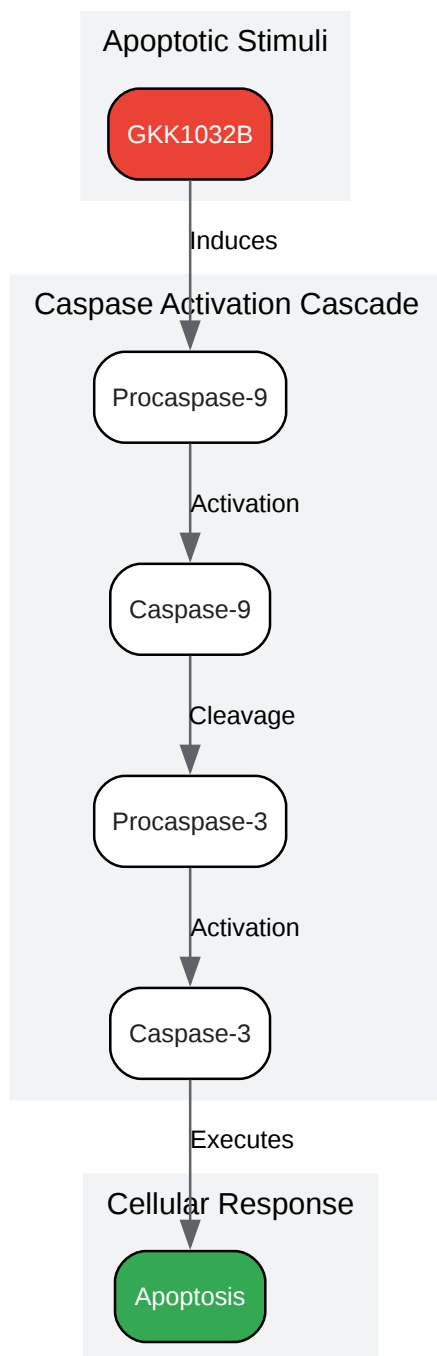 Apoptotic Stimuli
GKK1032B
Induces
Caspase Activation Cascade
Procaspase-9
Activation
Caspase-9
Cleavage
Procaspase-3
Activation
Caspase-3
Executes
Cellular Response
Apoptosis